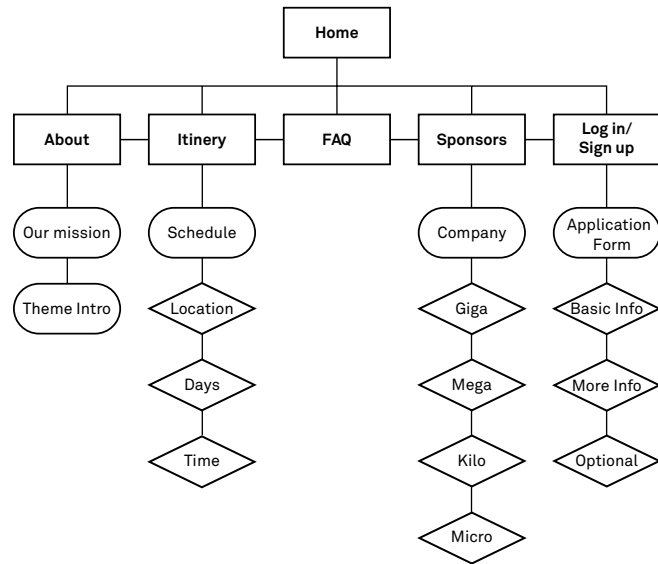 Home
About
Itinery
FAQ
Sponsors
Log in/
Sign up
Our mission
Schedule
Company
Application
Form
Theme Intro
Location
Giga
Basic Info
Days
Mega
More Info
Time
Kilo
Optional
Micro